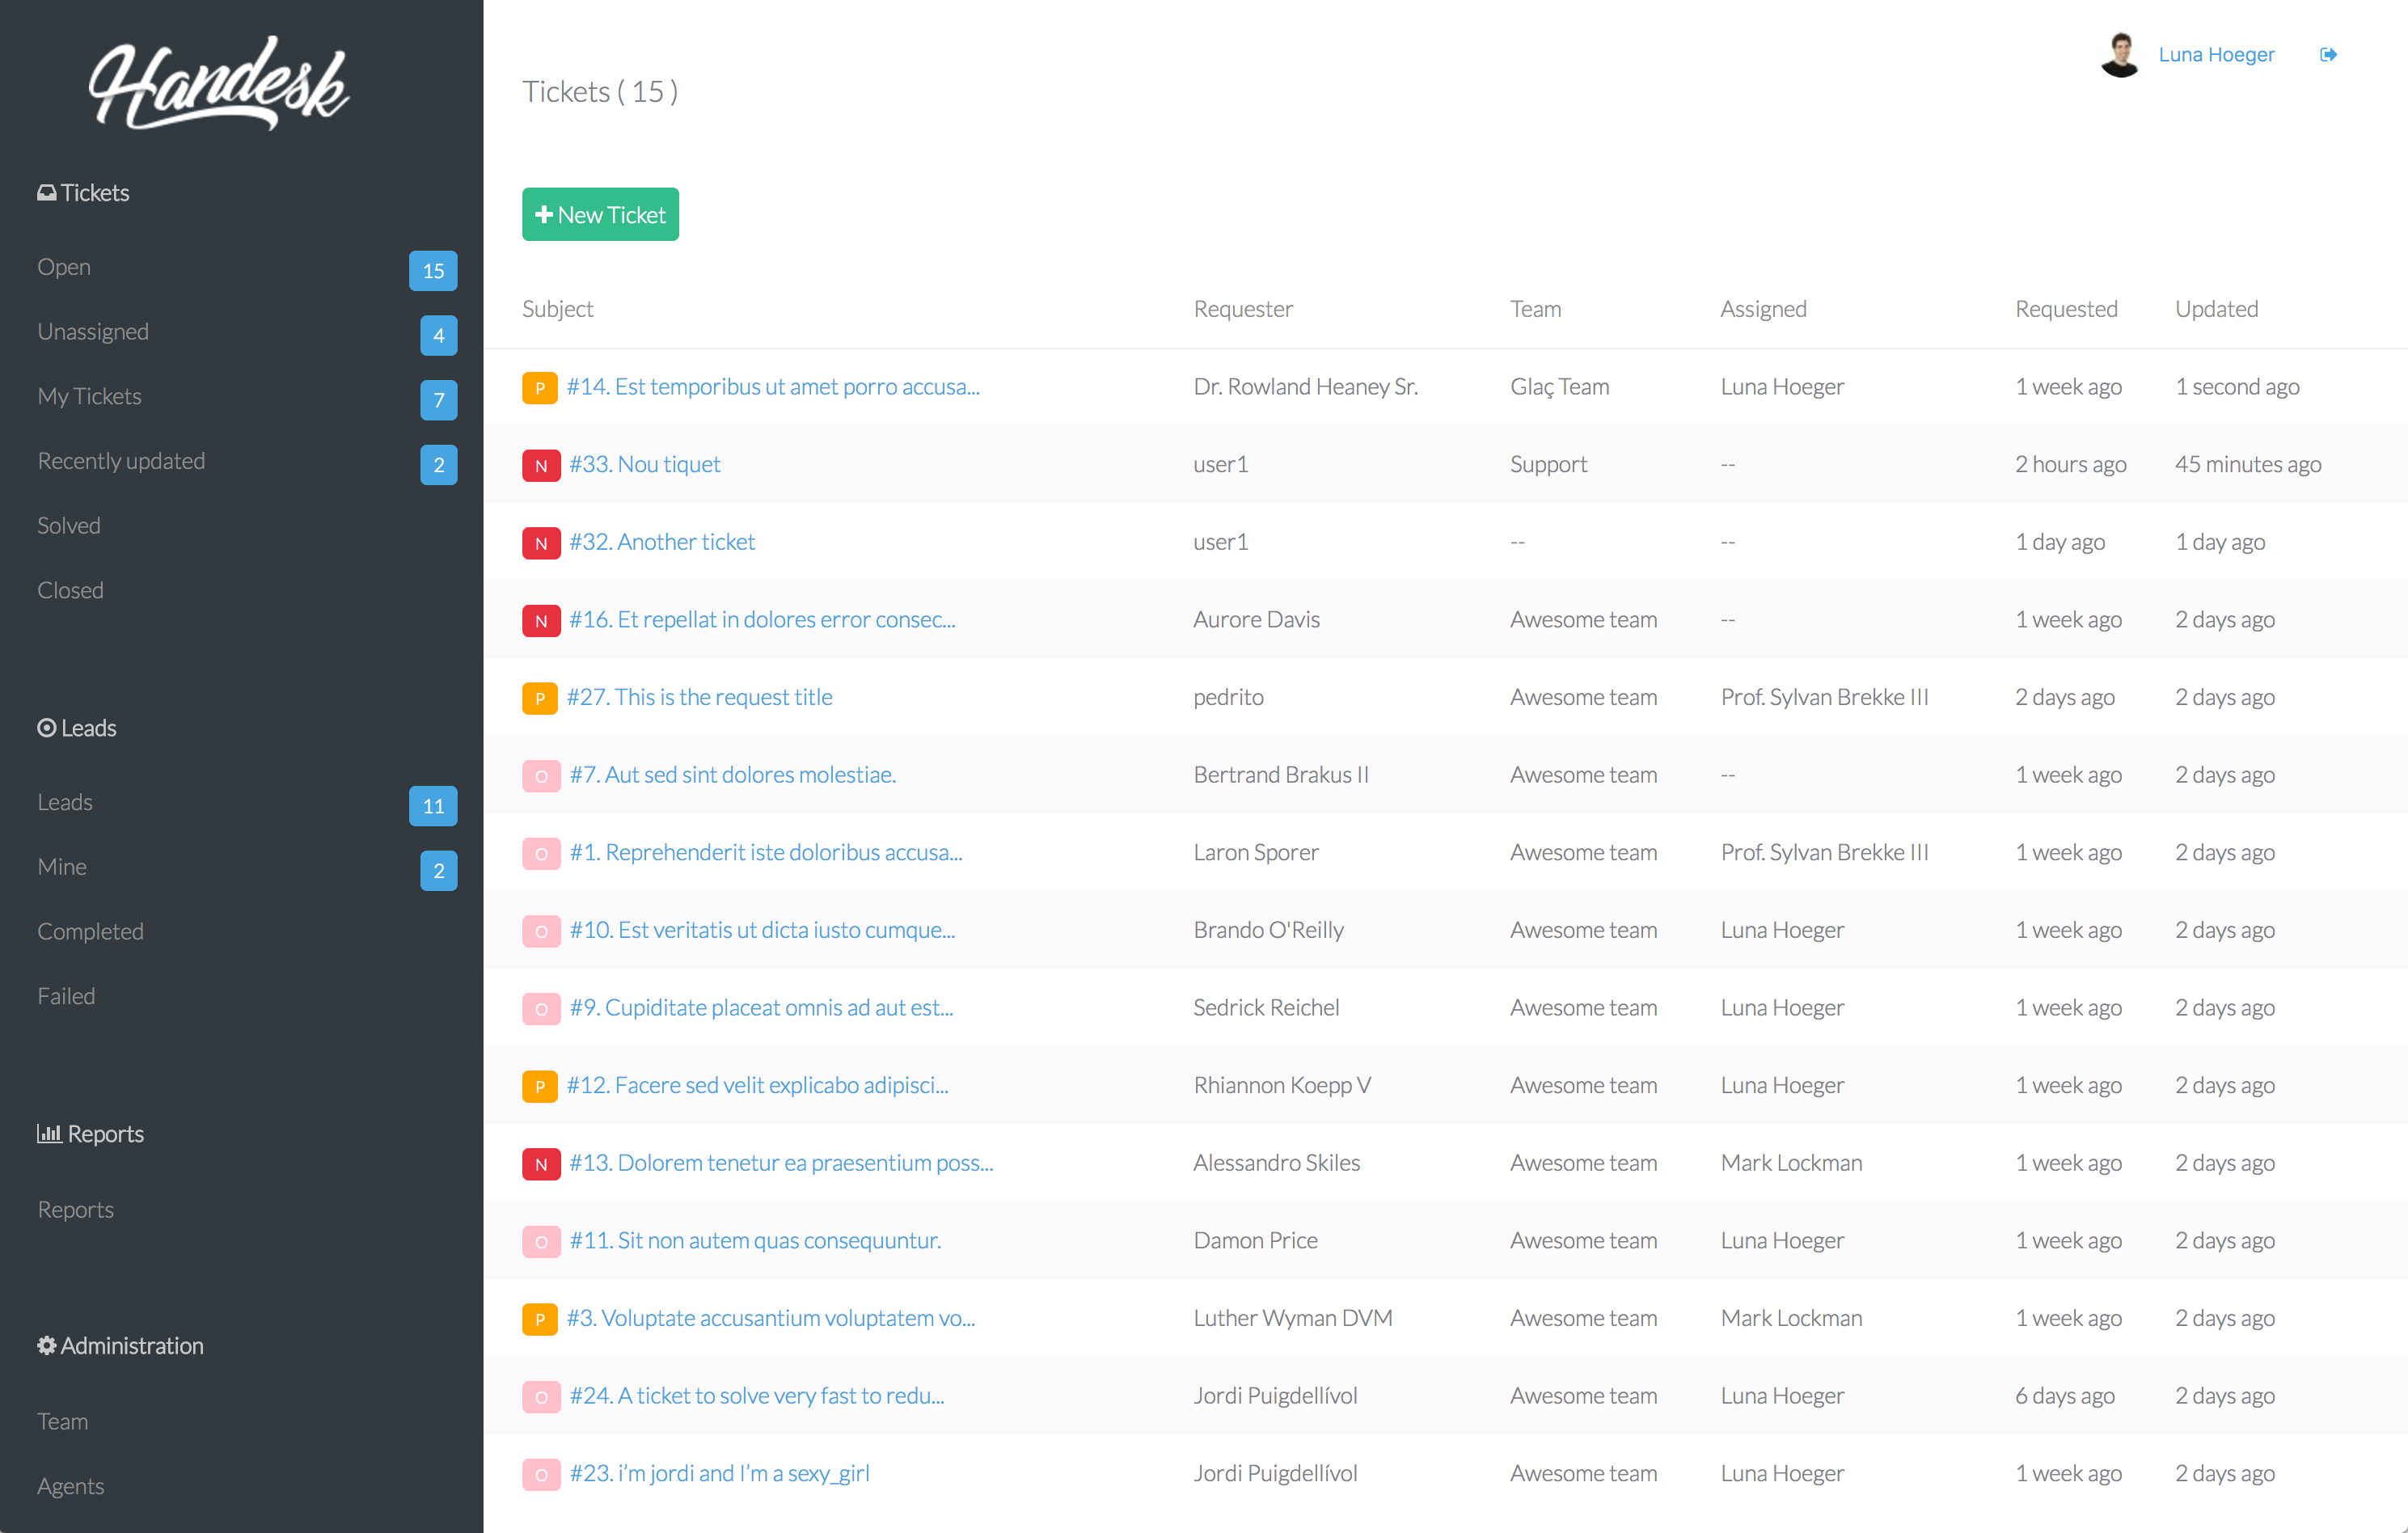 Handesk
Tickets
Open 15
Unassigned 4
My Tickets 7
Recently updated 2
Solved
Closed
Leads
Leads 11
Mine 2
Completed
Failed
Reports
Reports
Administration
Team
Agents
Luna Hoeger
Tickets ( 15 )
New Ticket
Subject Requester Team Assigned Requested Updated
P #14. Est temporibus ut amet porro accusa... Dr. Rowland Heaney Sr. Glaç Team Luna Hoeger 1 week ago 1 second ago
N #33. Nou tiquet user1 Support -- 2 hours ago 45 minutes ago
N #32. Another ticket user1 -- -- 1 day ago 1 day ago
N #16. Et repellat in dolores error consec... Aurore Davis Awesome team -- 1 week ago 2 days ago
P #27. This is the request title pedrito Awesome team Prof. Sylvan Brekke III 2 days ago 2 days ago
O #7. Aut sed sint dolores molestiae. Bertrand Brakus II Awesome team -- 1 week ago 2 days ago
O #1. Reprehenderit iste doloribus accusa... Laron Sporer Awesome team Prof. Sylvan Brekke III 1 week ago 2 days ago
O #10. Est veritatis ut dicta iusto cumque... Brando O'Reilly Awesome team Luna Hoeger 1 week ago 2 days ago
O #9. Cupiditate placeat omnis ad aut est... Sedrick Reichel Awesome team Luna Hoeger 1 week ago 2 days ago
P #12. Facere sed velit explicabo adipisci... Rhiannon Koepp V Awesome team Luna Hoeger 1 week ago 2 days ago
N #13. Dolorem tenetur ea praesentium poss... Alessandro Skiles Awesome team Mark Lockman 1 week ago 2 days ago
O #11. Sit non autem quas consequuntur. Damon Price Awesome team Luna Hoeger 1 week ago 2 days ago
P #3. Voluptate accusantium voluptatem vo... Luther Wyman DVM Awesome team Mark Lockman 1 week ago 2 days ago
O #24. A ticket to solve very fast to redu... Jordi Puigdellívol Awesome team Luna Hoeger 6 days ago 2 days ago
O #23. i'm jordi and I'm a sexy_girl Jordi Puigdellívol Awesome team Luna Hoeger 1 week ago 2 days ago